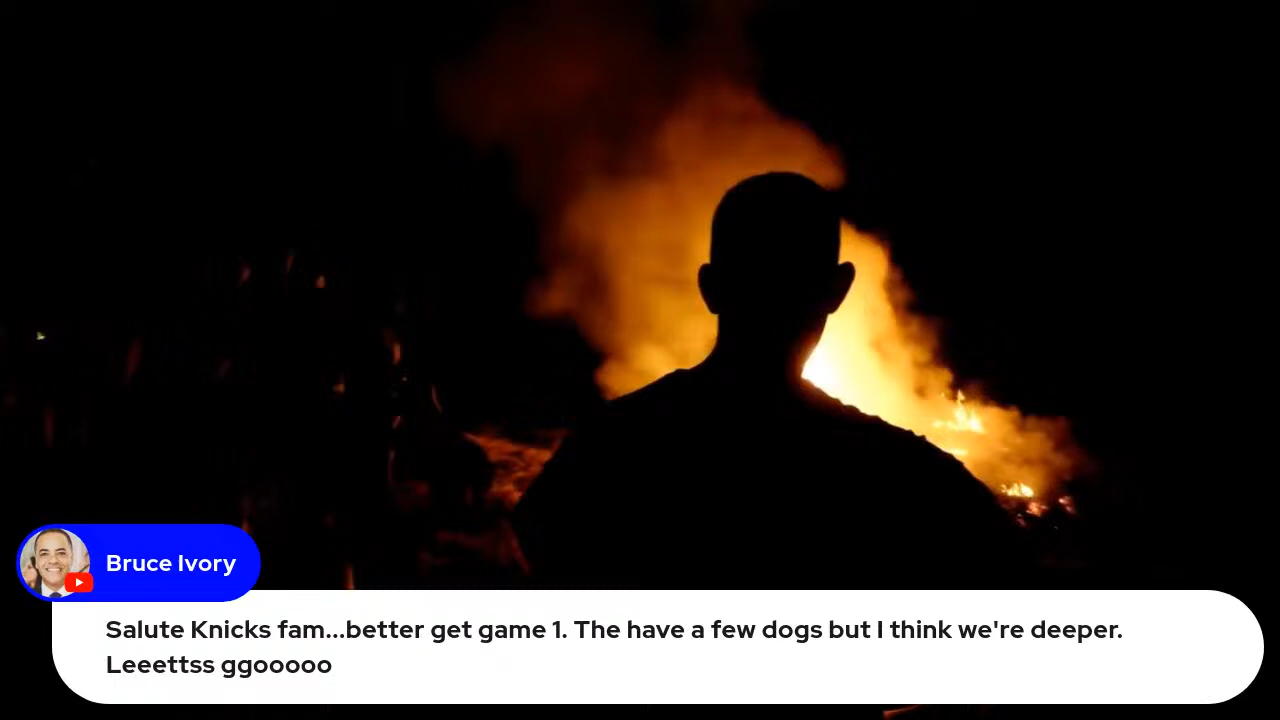 Bruce Ivory
Salute Knicks fam...better get game 1. The have a few dogs but I think we're deeper.
Leeettss ggooooo